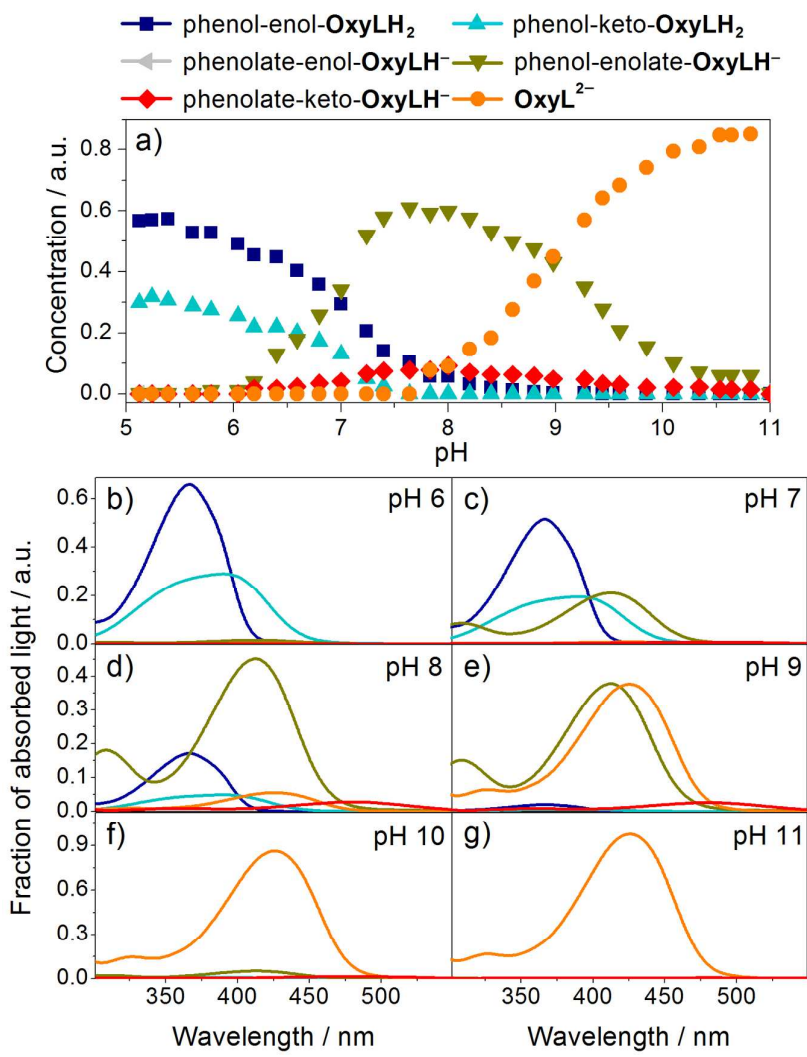 phenol-enol-OxyLH₂ phenol-keto-OxyLH₂
phenolate-enol-OxyLH⁻ phenol-enolate-OxyLH⁻
phenolate-keto-OxyLH⁻ OxyL²⁻
a)
Concentration / a.u.
0.8
0.6
0.4
0.2
0.0
5 6 7 8 9 10 11
pH
Fraction of absorbed light / a.u.
b) pH 6 c) pH 7
0.6
0.4
0.2
0.0
d) pH 8 e) pH 9
0.4
0.3
0.2
0.1
0.0
f) pH 10 g) pH 11
0.9
0.6
0.3
0.0
350 400 450 500 350 400 450 500
Wavelength / nm Wavelength / nm